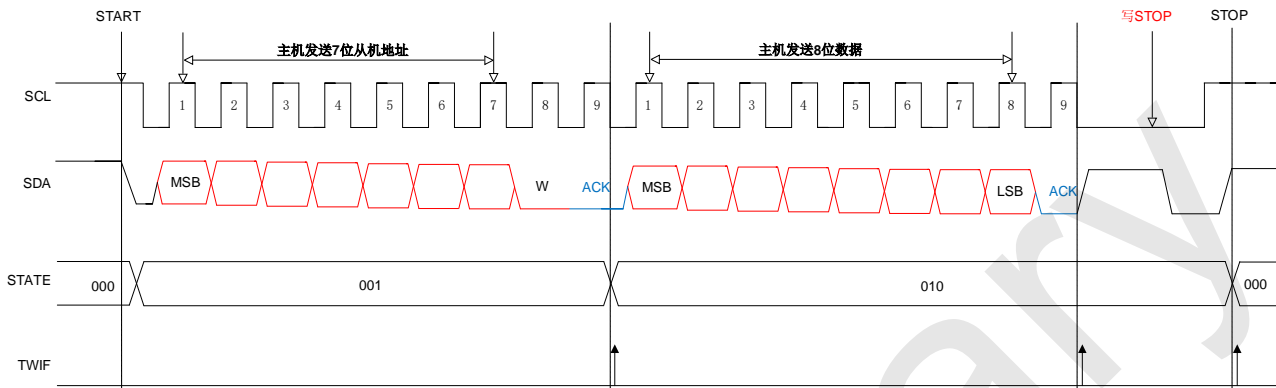 START 写STOP STOP
主机发送7位从机地址 主机发送8位数据
SCL 1 2 3 4 5 6 7 8 9 1 2 3 4 5 6 7 8 9
SDA MSB W ACK MSB LSB ACK
STATE 000 001 010 000
TWIF
ary